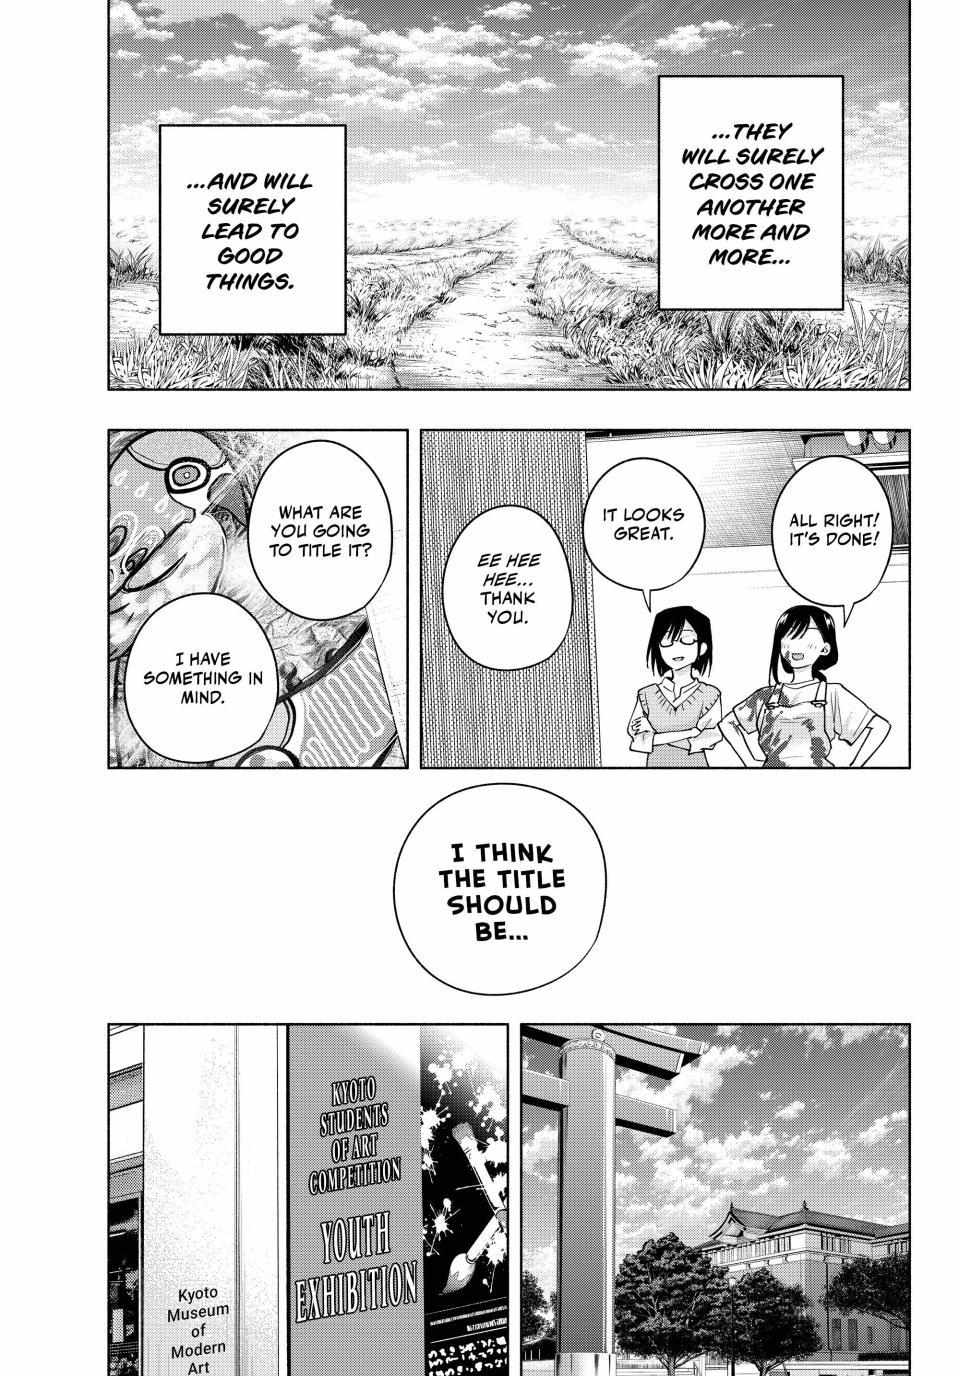 ...THEY
WILL SURELY
CROSS ONE
ANOTHER
MORE AND
MORE...
...AND WILL
SURELY
LEAD TO
GOOD
THINGS.
ALL RIGHT!
IT'S DONE!
IT LOOKS
GREAT.
EE HEE
HEE...
THANK
YOU.
WHAT ARE
YOU GOING
TO TITLE IT?
I HAVE
SOMETHING IN
MIND.
I THINK
THE TITLE
SHOULD
BE...
KYOTO
STUDENTS
OF ART
COMPETITION
YOUTH
EXHIBITION
Kyoto
Museum
of
Modern
Art